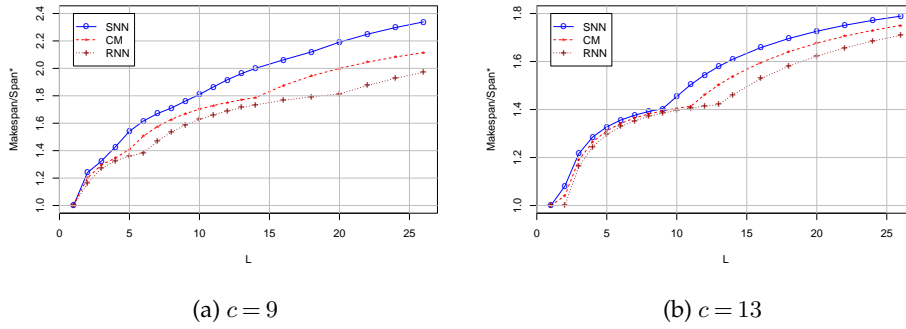 Makespan/Span*
2.4
2.2
2.0
1.8
1.6
1.4
1.2
1.0
SNN
CM
RNN
0 5 10 15 20 25
L
(a) c = 9
Makespan/Span*
1.8
1.6
1.4
1.2
1.0
SNN
CM
RNN
0 5 10 15 20 25
L
(b) c = 13